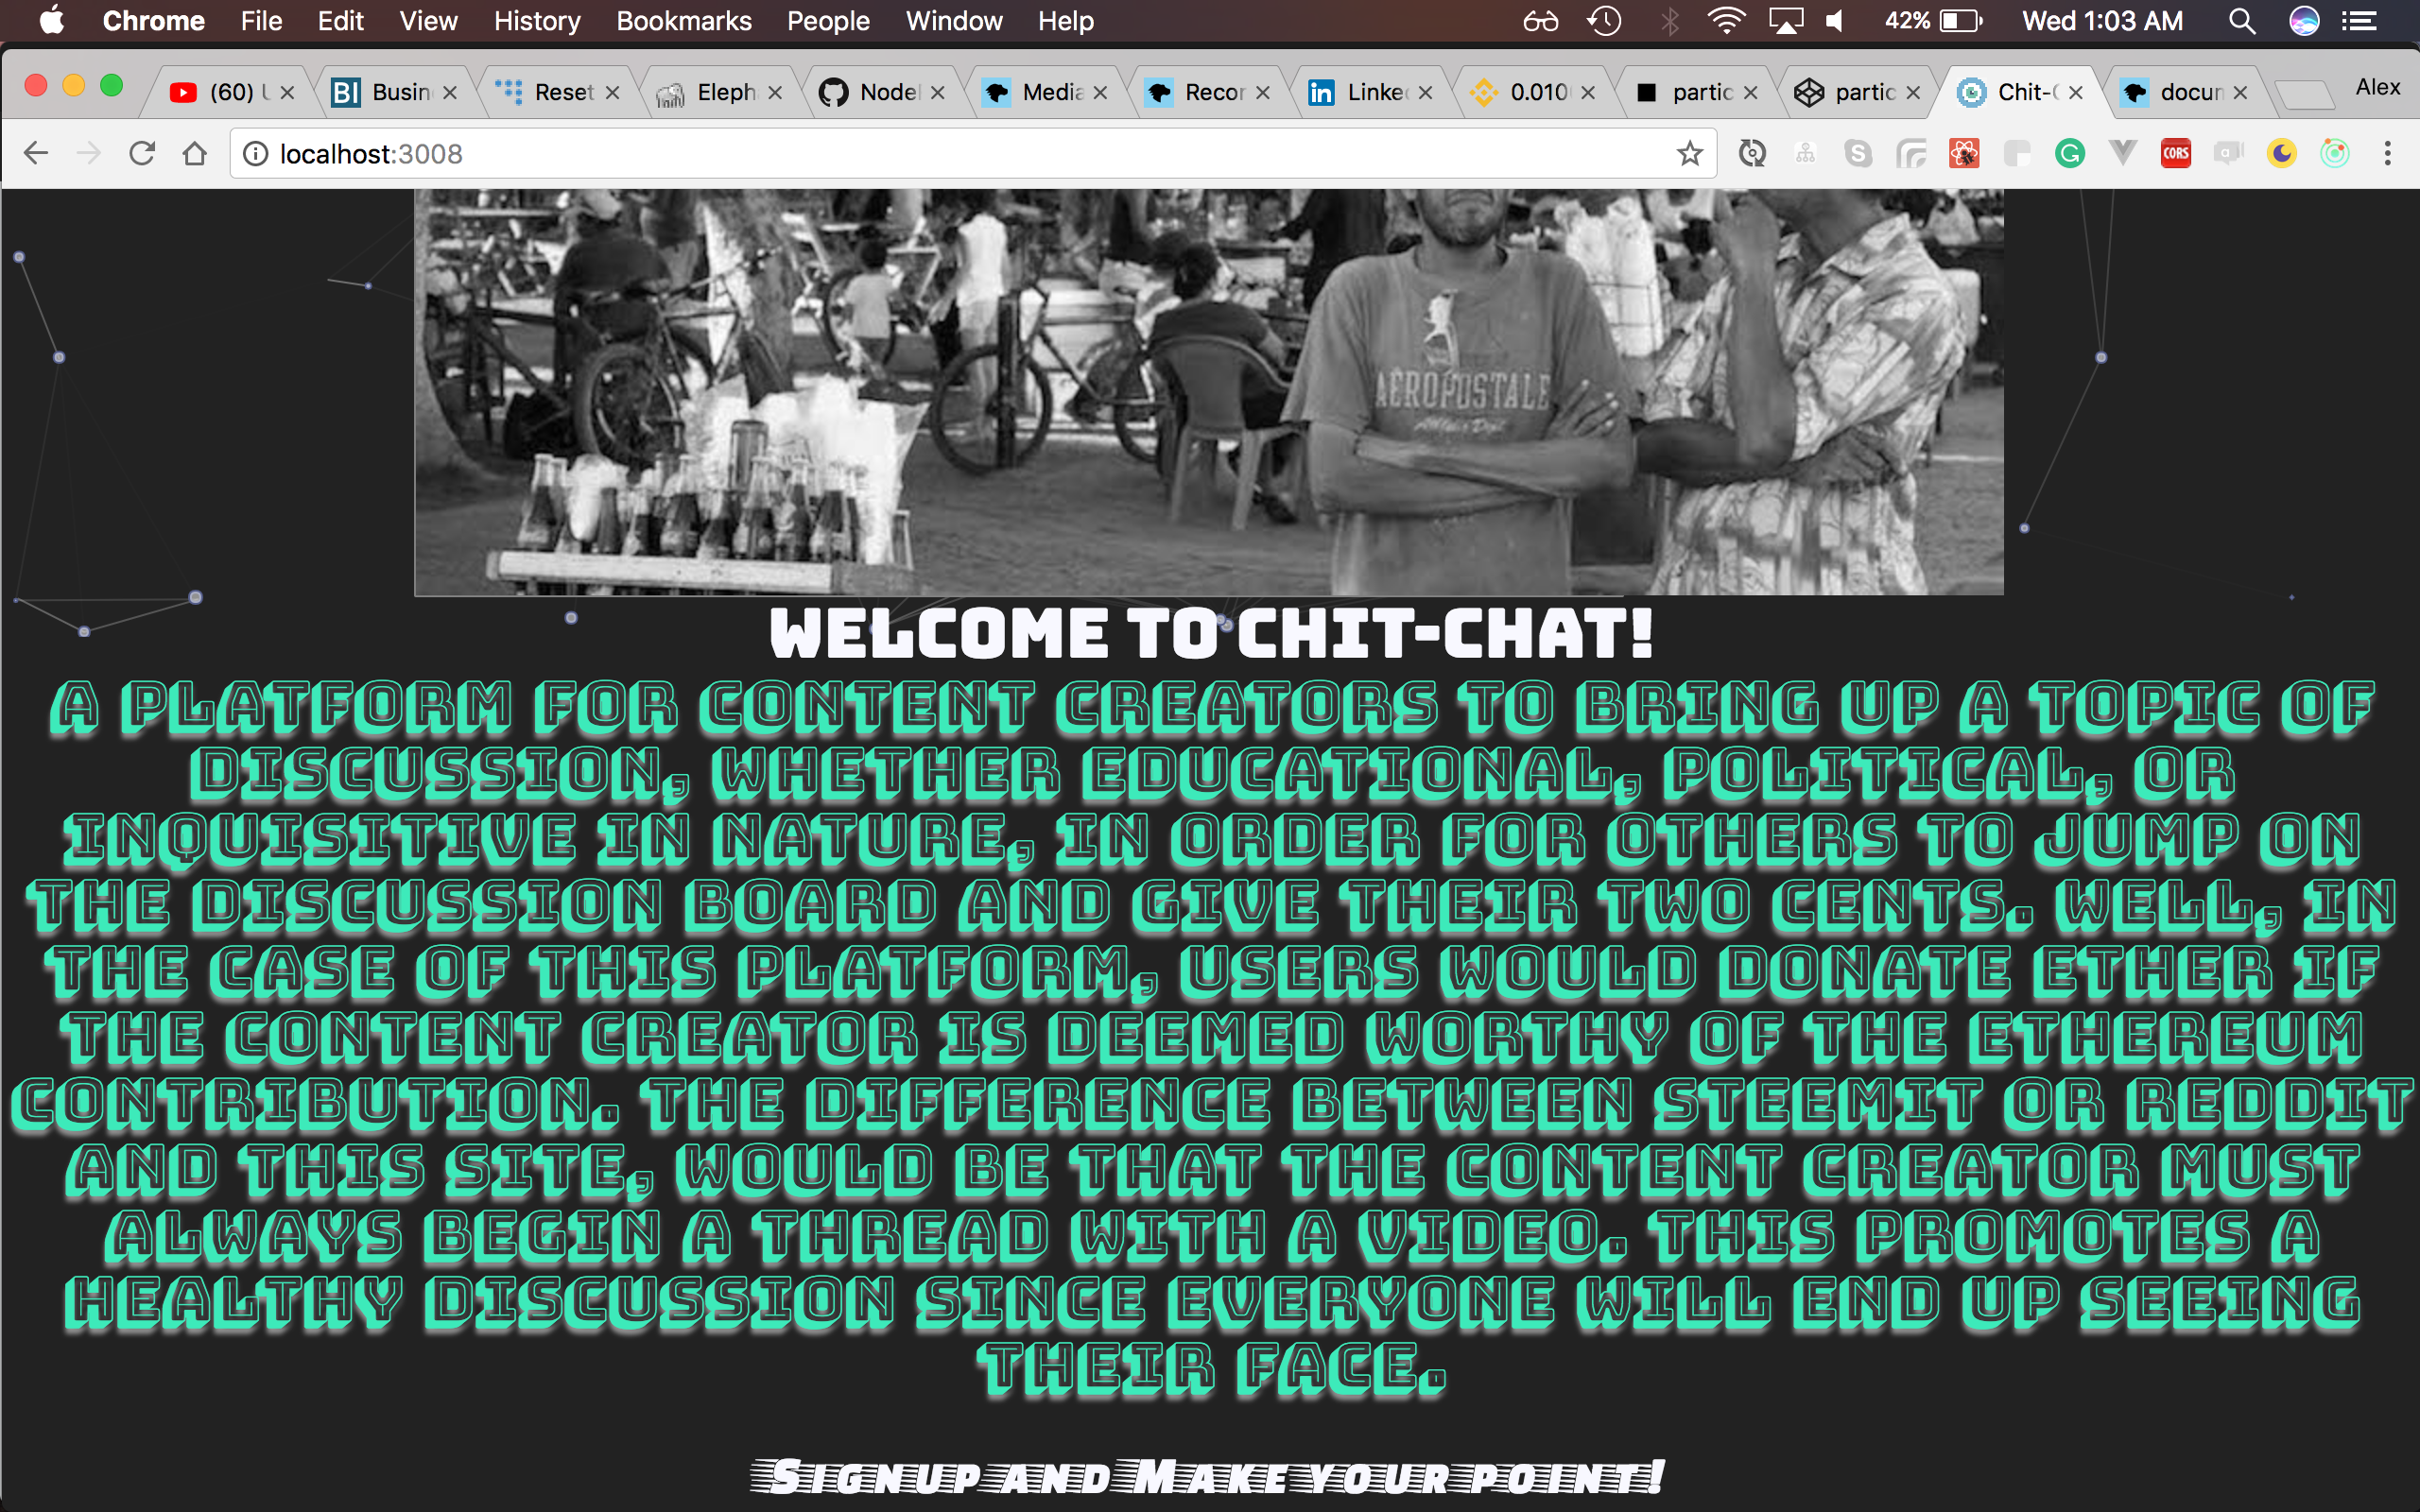 Chrome File Edit View History Bookmarks People Window Help 42% Wed 1:03 AM
(60) Busin Reset Eleph Node Media Recor Linke 0.010 partic partic Chit- docum Alex
localhost:3008
CORS
AÉROPOSTALE
WELCOME TO CHIT-CHAT!
A PLATFORM FOR CONTENT CREATORS TO BRING UP A TOPIC OF
DISCUSSION, WHETHER EDUCATIONAL, POLITICAL, OR
INQUISITIVE IN NATURE, IN ORDER FOR OTHERS TO JUMP ON
THE DISCUSSION BOARD AND GIVE THEIR TWO CENTS. WELL, IN
THE CASE OF THIS PLATFORM, USERS WOULD DONATE ETHER IF
THE CONTENT CREATOR IS DEEMED WORTHY OF THE ETHEREUM
CONTRIBUTION. THE DIFFERENCE BETWEEN STEEMIT OR REDDIT
AND THIS SITE, WOULD BE THAT THE CONTENT CREATOR MUST
ALWAYS BEGIN A THREAD WITH A VIDEO. THIS PROMOTES A
HEALTHY DISCUSSION SINCE EVERYONE WILL END UP SEEING
THEIR FACE.
SIGNUP AND MAKE YOUR POINT!